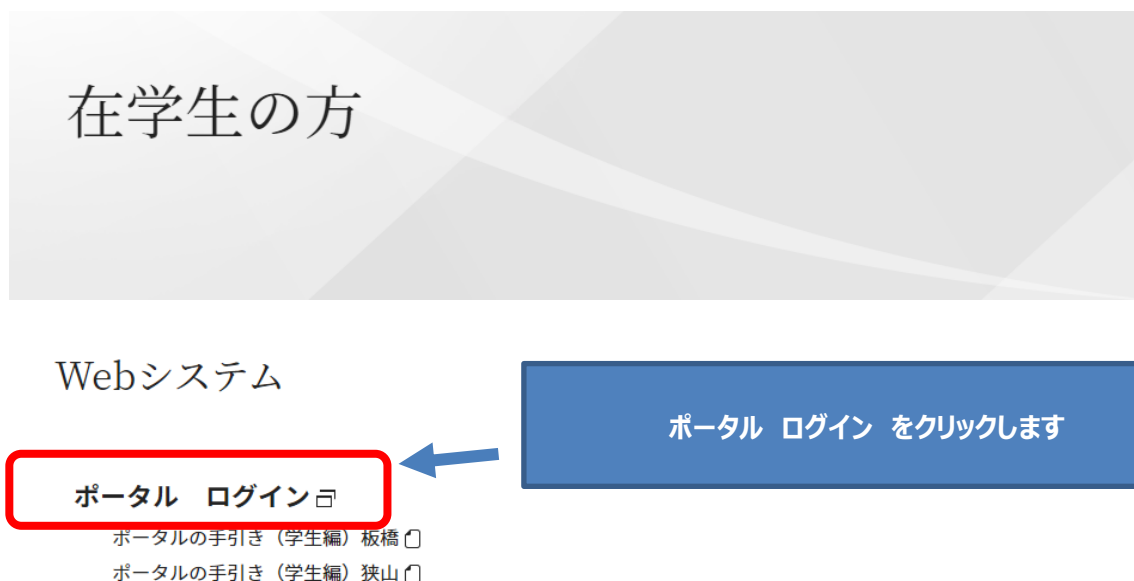 在学生の方
Webシステム
ポータル　ログイン　をクリックします
ポータル　ログイン
ポータルの手引き（学生編）板橋
ポータルの手引き（学生編）狭山